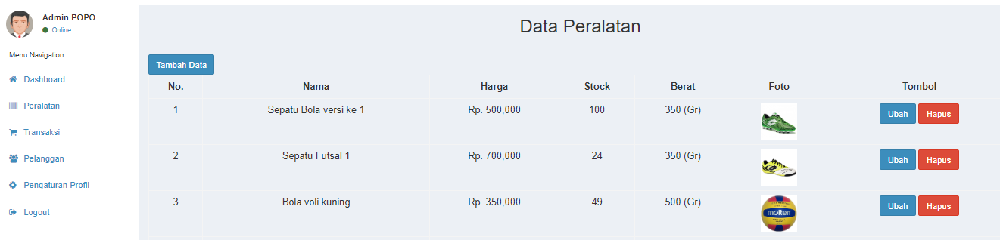 Admin POPO
Online
Menu Navigation
Dashboard
Peralatan
Transaksi
Pelanggan
Pengaturan Profil
Logout
Data Peralatan
Tambah Data
No. Nama Harga Stock Berat Foto Tombol
1 Sepatu Bola versi ke 1 Rp. 500,000 100 350 (Gr) Ubah Hapus
2 Sepatu Futsal 1 Rp. 700,000 24 350 (Gr) Ubah Hapus
3 Bola voli kuning Rp. 350,000 49 500 (Gr) molten Ubah Hapus